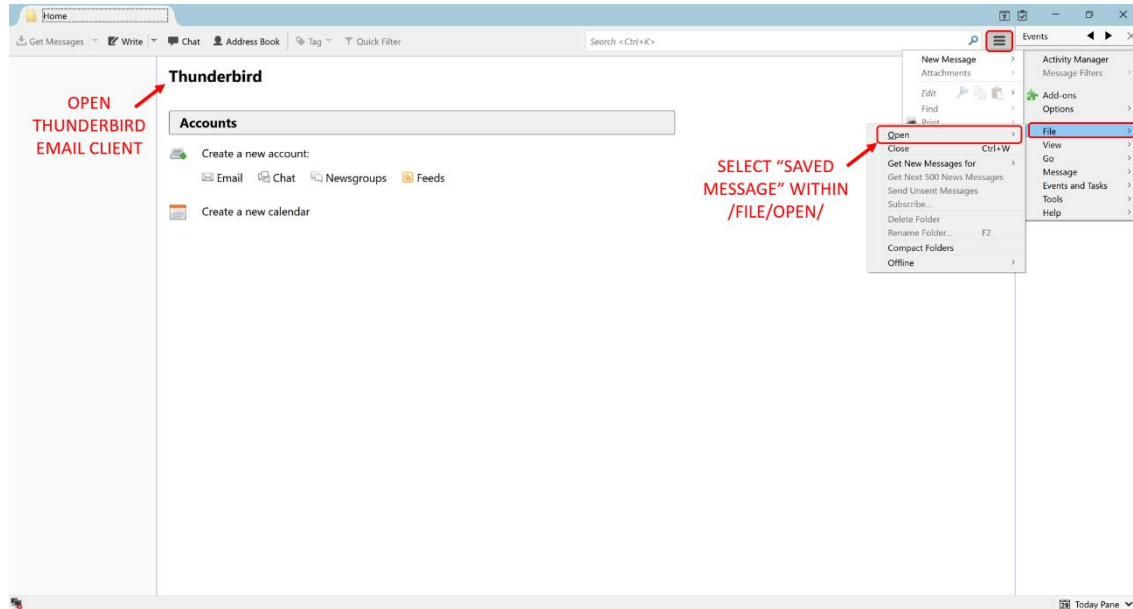 Home
Get Messages
Write
Chat
Address Book
Tag
Quick Filter
Search <Ctrl+K>
Events
Thunderbird
OPEN
THUNDERBIRD
EMAIL CLIENT
Accounts
Create a new account:
Email
Chat
Newsgroups
Feeds
Create a new calendar
SELECT “SAVED
MESSAGE” WITHIN
/FILE/OPEN/
New Message
Attachments
Edit
Find
Print
Open
Close Ctrl+W
Get New Messages for
Get Next 500 News Messages
Send Unsent Messages
Subscribe...
Delete Folder
Rename Folder... F2
Compact Folders
Offline
Activity Manager
Message Filters
Add-ons
Options
File
View
Go
Message
Events and Tasks
Tools
Help
29 Today Pane